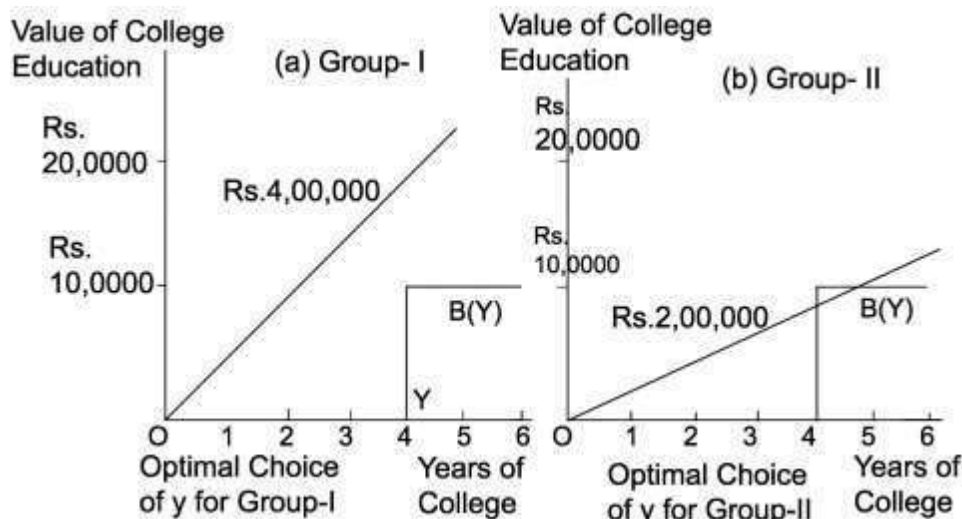 Value of College
Education
(a) Group- I
Rs.
20,0000
Rs.4,00,000
Rs.
10,0000
B(Y)
Y
O 1 2 3 4 5 6
Optimal Choice
of y for Group-I
Years of
College
Value of College
Education
(b) Group- II
Rs.
20,0000
Rs.
10,0000
Rs.2,00,000
B(Y)
O 1 2 3 4 5 6
Optimal Choice
of y for Group-II
Years of
College